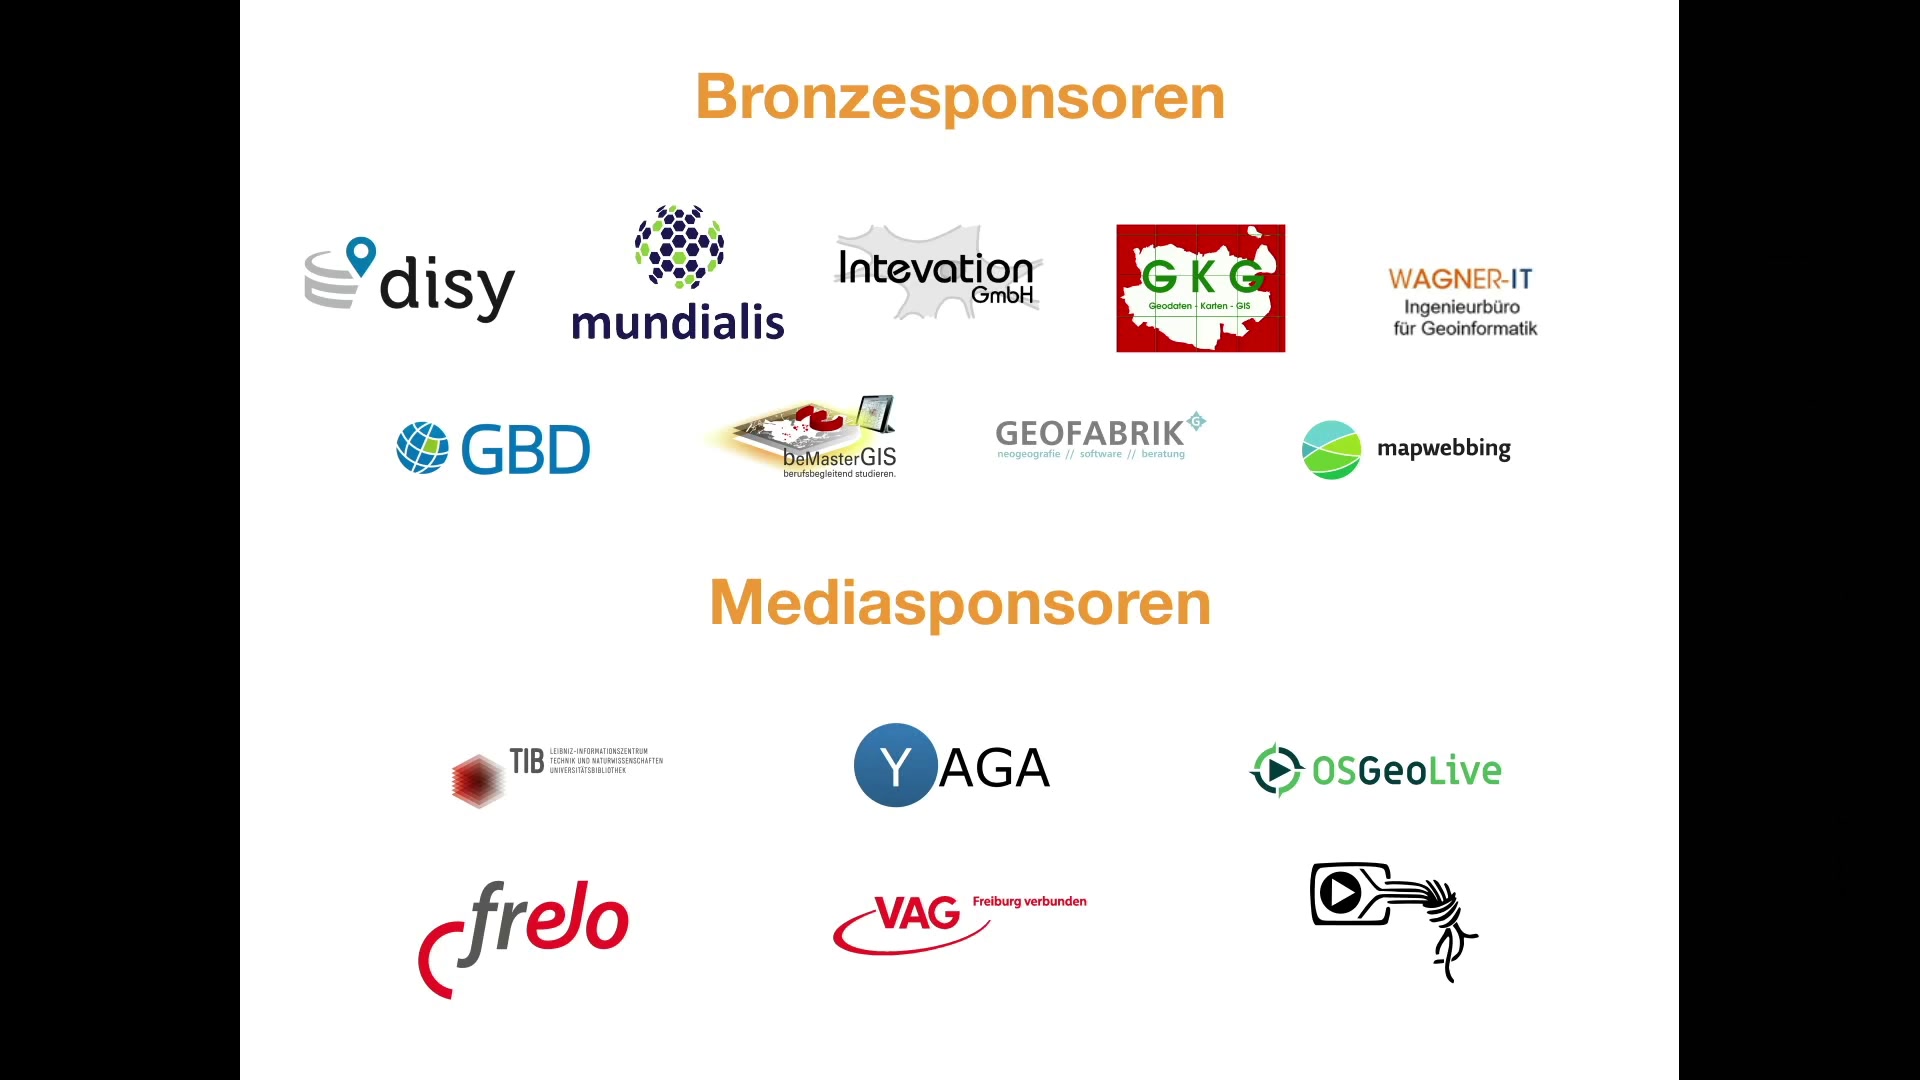 Bronzesponsoren
disy
mundialis
Intevation
GmbH
GKG
Geodaten - Karten - GIS
WAGNER-IT
Ingenieurbüro
für Geoinformatik
GBD
beMasterGIS
berufsbegleitend studieren.
GEOFABRIK
G
neogeografie // software // beratung
mapwebbing
Mediasponsoren
TIB
LEIBNIZ-INFORMATIONSZENTRUM
TECHNIK UND NATURWISSENSCHAFTEN
UNIVERSITÄTSBIBLIOTHEK
YAGA
OSGeoLive
frelo
VAG Freiburg verbunden